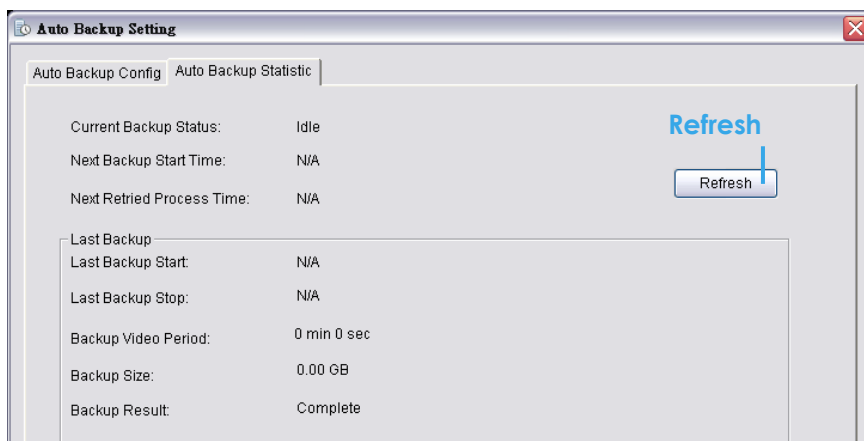 Auto Backup Setting
Auto Backup Config
Auto Backup Statistic
Current Backup Status: Idle
Refresh
Next Backup Start Time: N/A
Refresh
Next Retried Process Time: N/A
Last Backup
Last Backup Start: N/A
Last Backup Stop: N/A
Backup Video Period: 0 min 0 sec
Backup Size: 0.00 GB
Backup Result: Complete